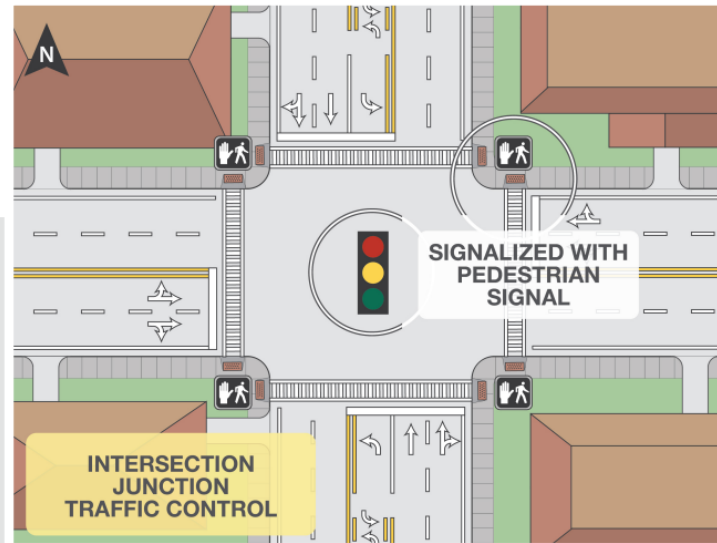 N
SIGNALIZED WITH
PEDESTRIAN
SIGNAL
INTERSECTION
JUNCTION
TRAFFIC CONTROL